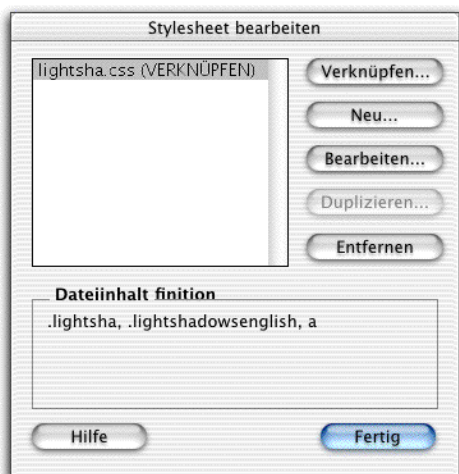 Stylesheet bearbeiten
lightsha.css (VERKNÜPFEN)
Verknüpfen...
Neu...
Bearbeiten...
Duplizieren...
Entfernen
Dateiinhalt finition
.lightsha, .lightshadowsenglish, a
Hilfe
Fertig